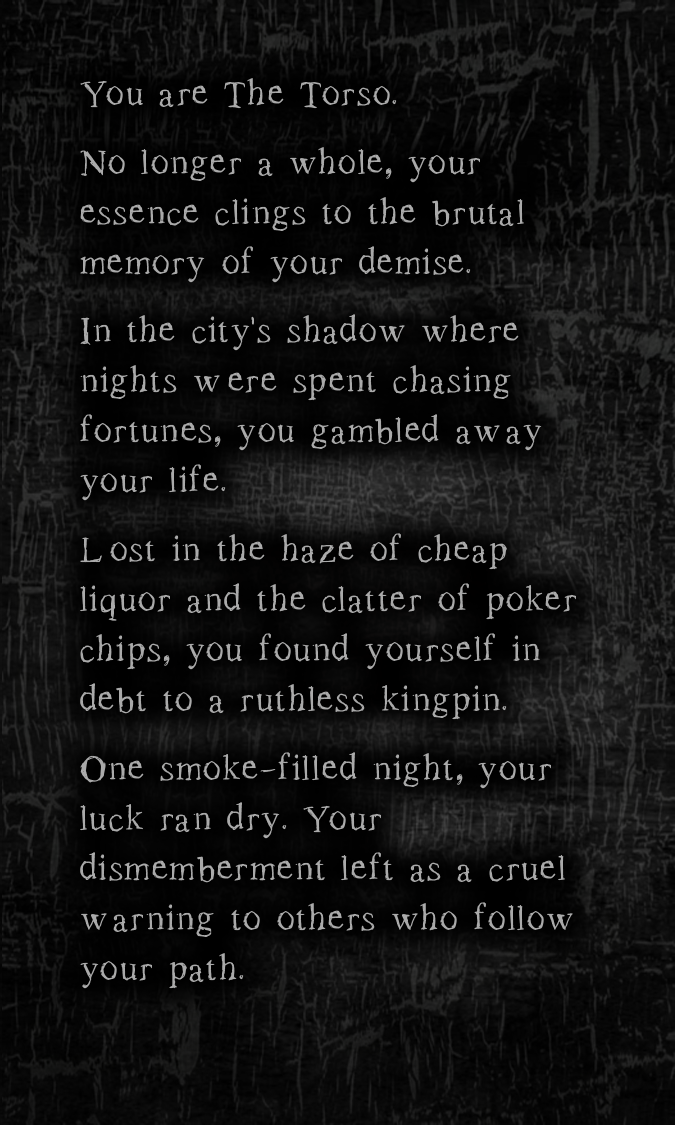 You are The Torso.
No longer a whole, your
essence clings to the brutal
memory of your demise.
In the city's shadow where
nights were spent chasing
fortunes, you gambled away
your life.
Lost in the haze of cheap
liquor and the clatter of poker
chips, you found yourself in
debt to a ruthless kingpin.
One smoke-filled night, your
luck ran dry. Your
dismemberment left as a cruel
warning to others who follow
your path.